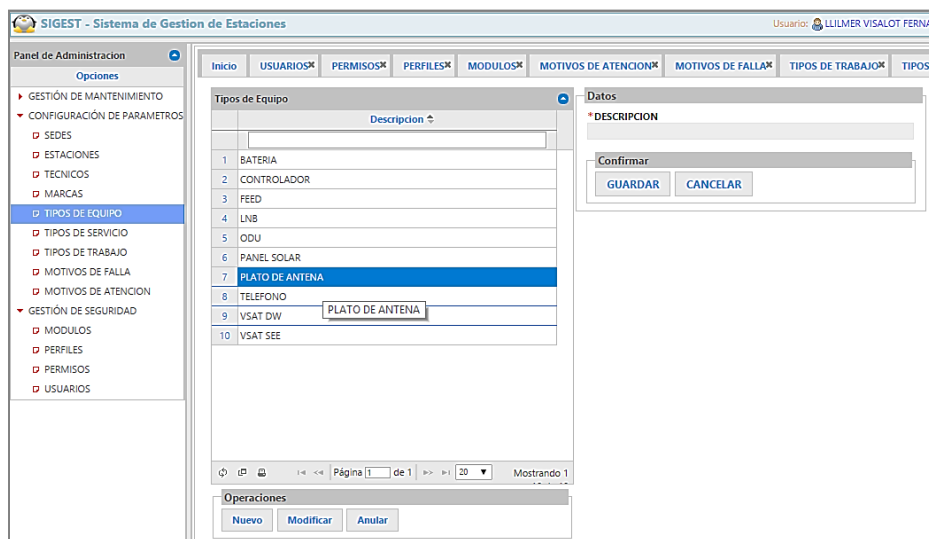 SIGEST - Sistema de Gestion de Estaciones
Usuario: LLILMER VISALOT FERNA
Panel de Administracion
Opciones
GESTIÓN DE MANTENIMIENTO
CONFIGURACIÓN DE PARAMETROS
SEDES
ESTACIONES
TECNICOS
MARCAS
TIPOS DE EQUIPO
TIPOS DE SERVICIO
TIPOS DE TRABAJO
MOTIVOS DE FALLA
MOTIVOS DE ATENCION
GESTIÓN DE SEGURIDAD
MODULOS
PERFILES
PERMISOS
USUARIOS
Inicio USUARIOS PERMISOS PERFILES MODULOS MOTIVOS DE ATENCION MOTIVOS DE FALLA TIPOS DE TRABAJO TIPOS
Tipos de Equipo
Descripcion
1 BATERIA
2 CONTROLADOR
3 FEED
4 LNB
5 ODU
6 PANEL SOLAR
7 PLATO DE ANTENA
8 TELEFONO
PLATO DE ANTENA
9 VSAT DW
10 VSAT SEE
Página 1 de 1 20 Mostrando 1
Operaciones
Nuevo Modificar Anular
Datos
*DESCRIPCION
Confirmar
GUARDAR CANCELAR